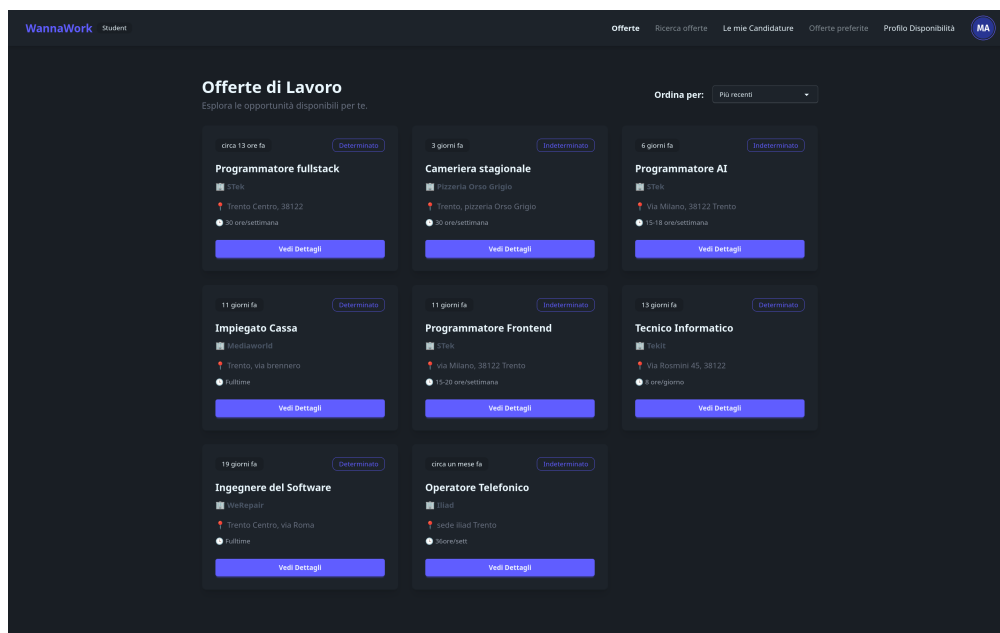 WannaWork Student Offerte Ricerca offerte Le mie Candidature Offerte preferite Profilo Disponibilità MA
Offerte di Lavoro
Esplora le opportunità disponibili per te.
Ordina per: Più recenti
circa 13 ore fa Determinato
Programmatore fullstack
STek
Trento Centro, 38122
30 ore/settimana
Vedi Dettagli
3 giorni fa Indeterminato
Cameriera stagionale
Pizzeria Orso Grigio
Trento, pizzeria Orso Grigio
30 ore/settimana
Vedi Dettagli
6 giorni fa Indeterminato
Programmatore AI
STek
Via Milano, 38122 Trento
15-18 ore/settimana
Vedi Dettagli
11 giorni fa Determinato
Impiegato Cassa
Mediaworld
Trento, via brennero
Fulltime
Vedi Dettagli
11 giorni fa Indeterminato
Programmatore Frontend
STek
via Milano, 38122 Trento
15-20 ore/settimana
Vedi Dettagli
13 giorni fa Determinato
Tecnico Informatico
Tekit
Via Rosmini 45, 38122
8 ore/giorno
Vedi Dettagli
19 giorni fa Determinato
Ingegnere del Software
WeRepair
Trento Centro, via Roma
Fulltime
Vedi Dettagli
circa un mese fa Indeterminato
Operatore Telefonico
Iliad
sede iliad Trento
36ore/sett
Vedi Dettagli